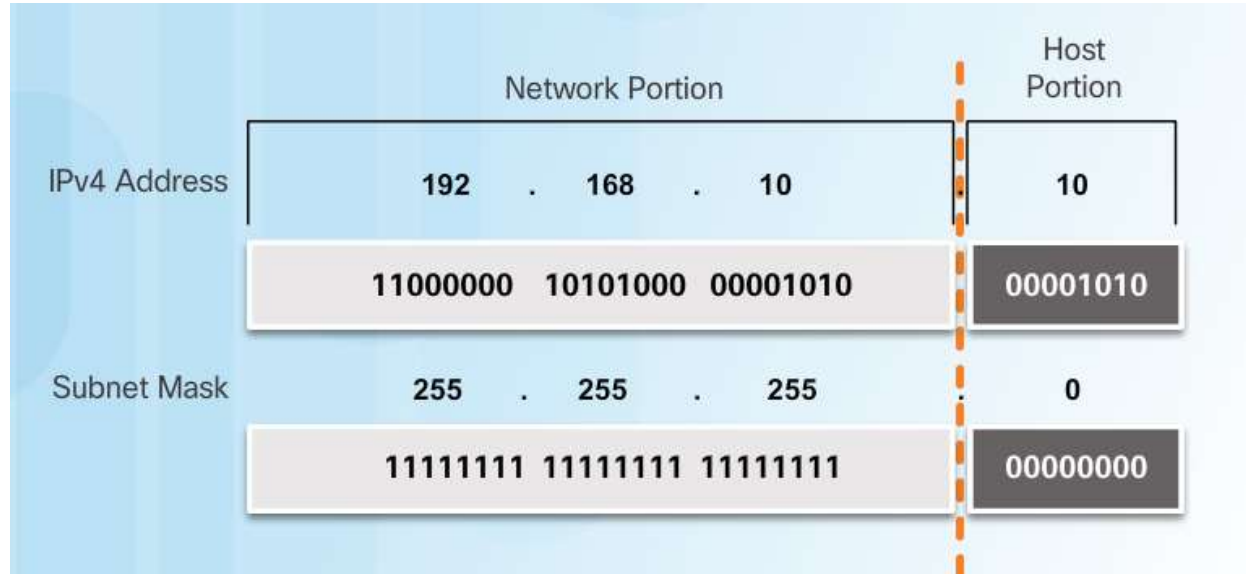 Host
Network Portion Portion
IPv4 Address 192 . 168 . 10 . 10
11000000 10101000 00001010 00001010
Subnet Mask 255 . 255 . 255 . 0
11111111 11111111 11111111 00000000